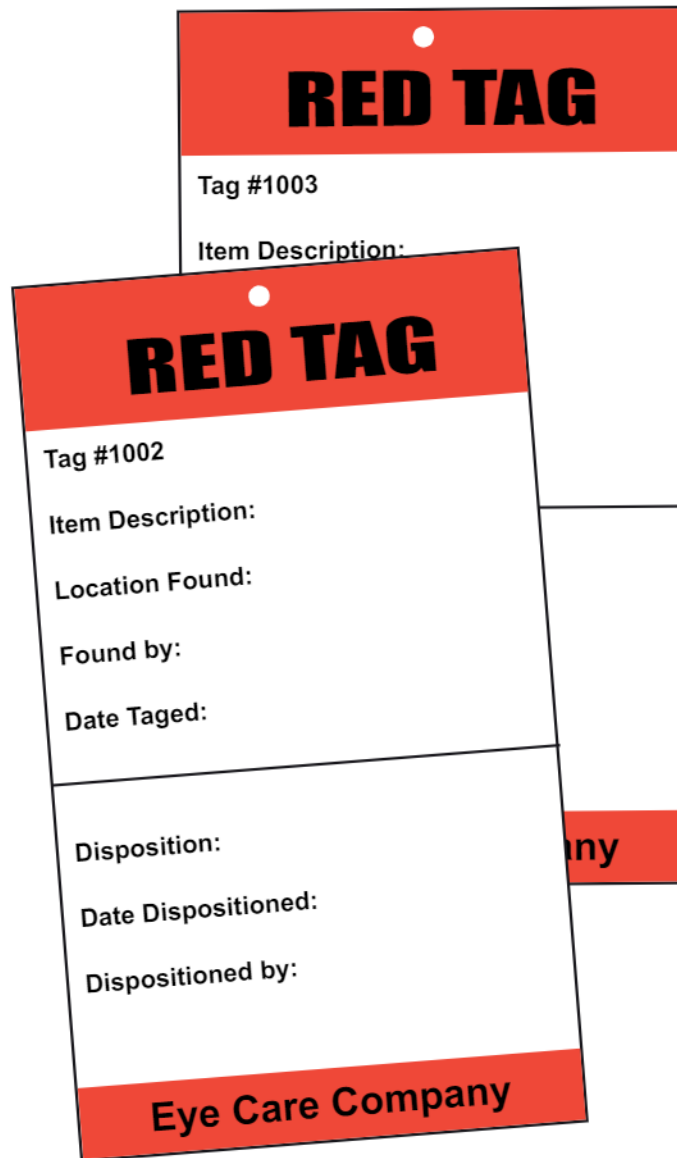 RED TAG
Tag #1003
Item Description:
RED TAG
Tag #1002
Item Description:
Location Found:
Found by:
Date Taged:
Disposition:
Date Dispositioned:
Dispositioned by:
Eye Care Company